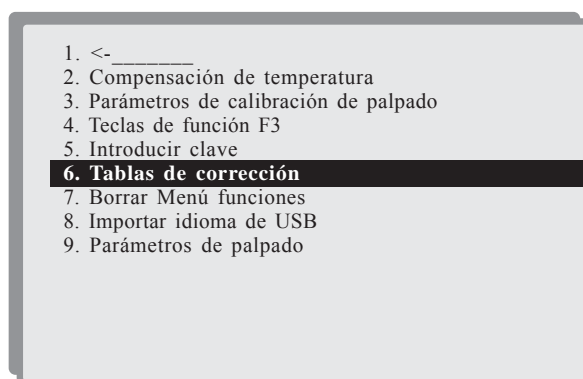 1. <-_______
2. Compensación de temperatura
3. Parámetros de calibración de palpado
4. Teclas de función F3
5. Introducir clave
6. Tablas de corrección
7. Borrar Menú funciones
8. Importar idioma de USB
9. Parámetros de palpado